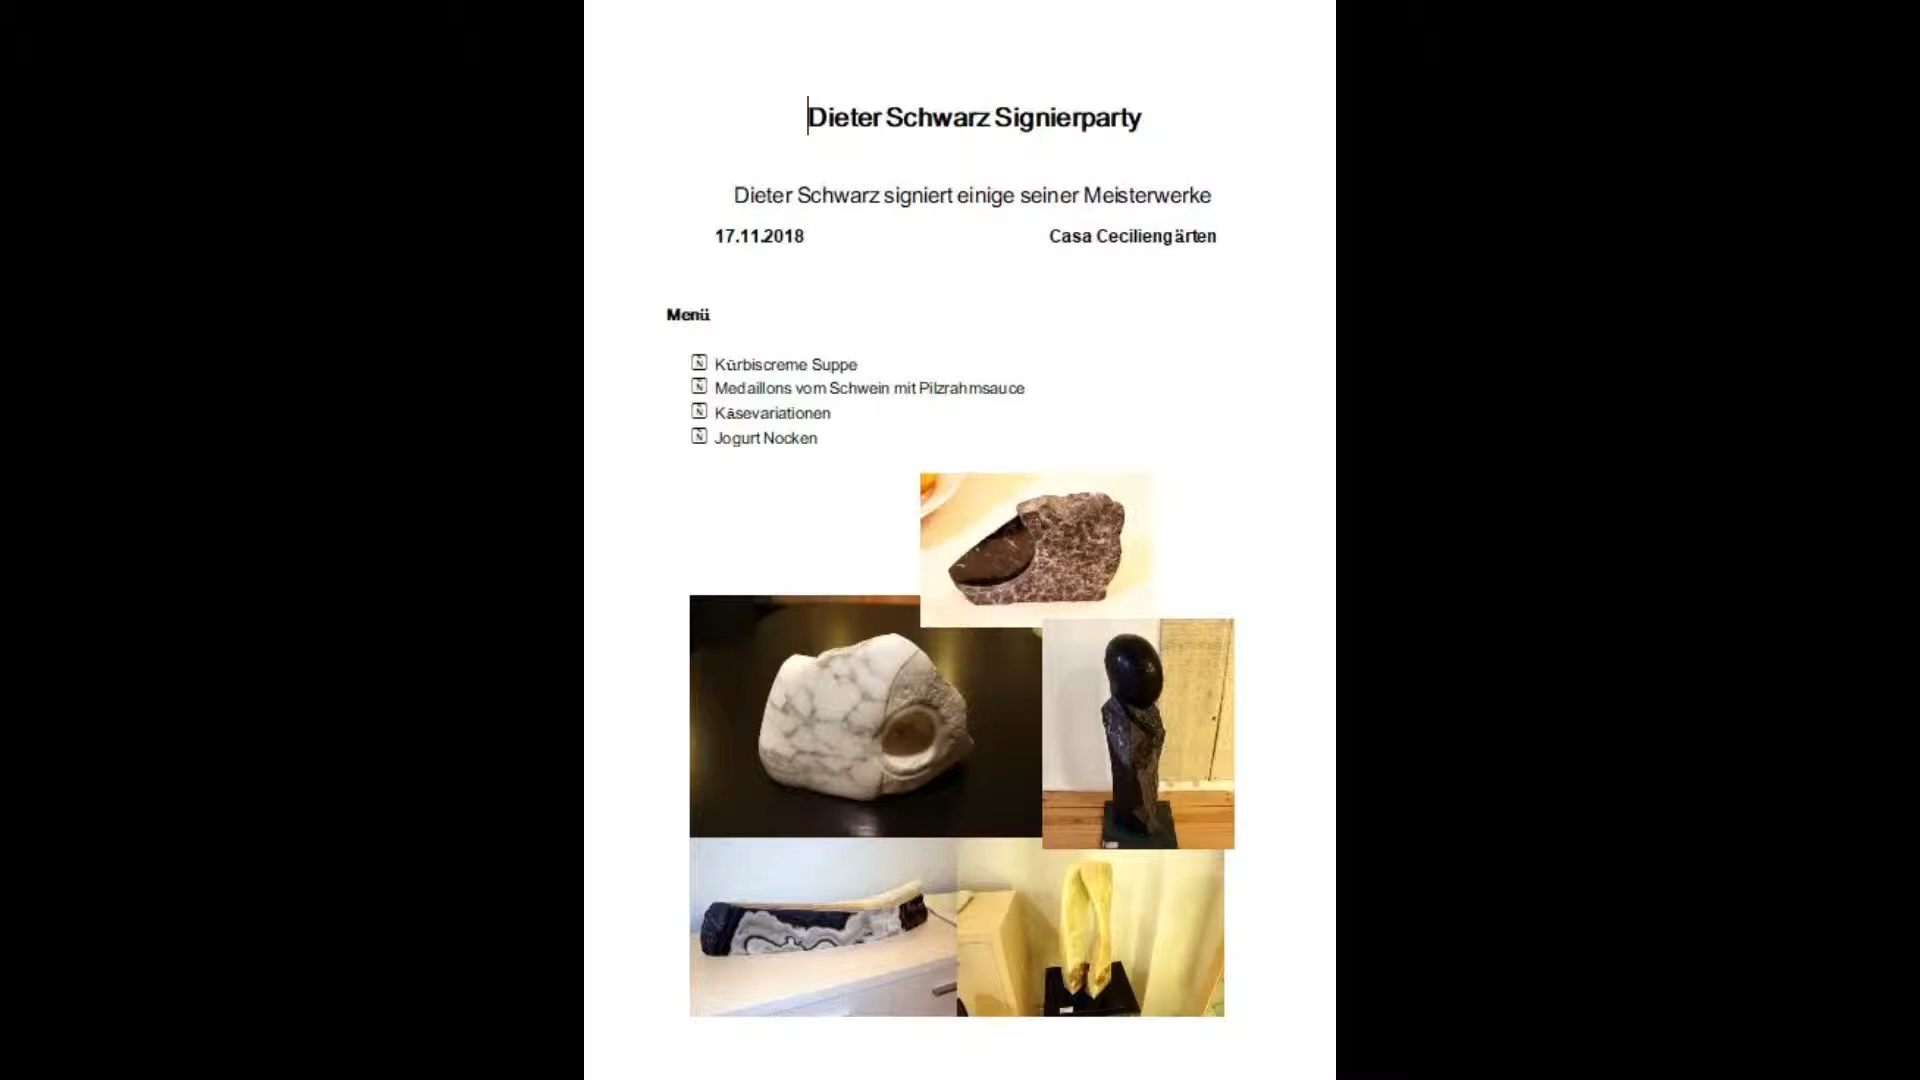 Dieter Schwarz Signierparty
Dieter Schwarz signiert einige seiner Meisterwerke
17.11.2018 Casa Ceciliengärten
Menü
Kürbiscreme Suppe
Medaillons vom Schwein mit Pilzrahmsauce
Käsevariationen
Jogurt Nocken